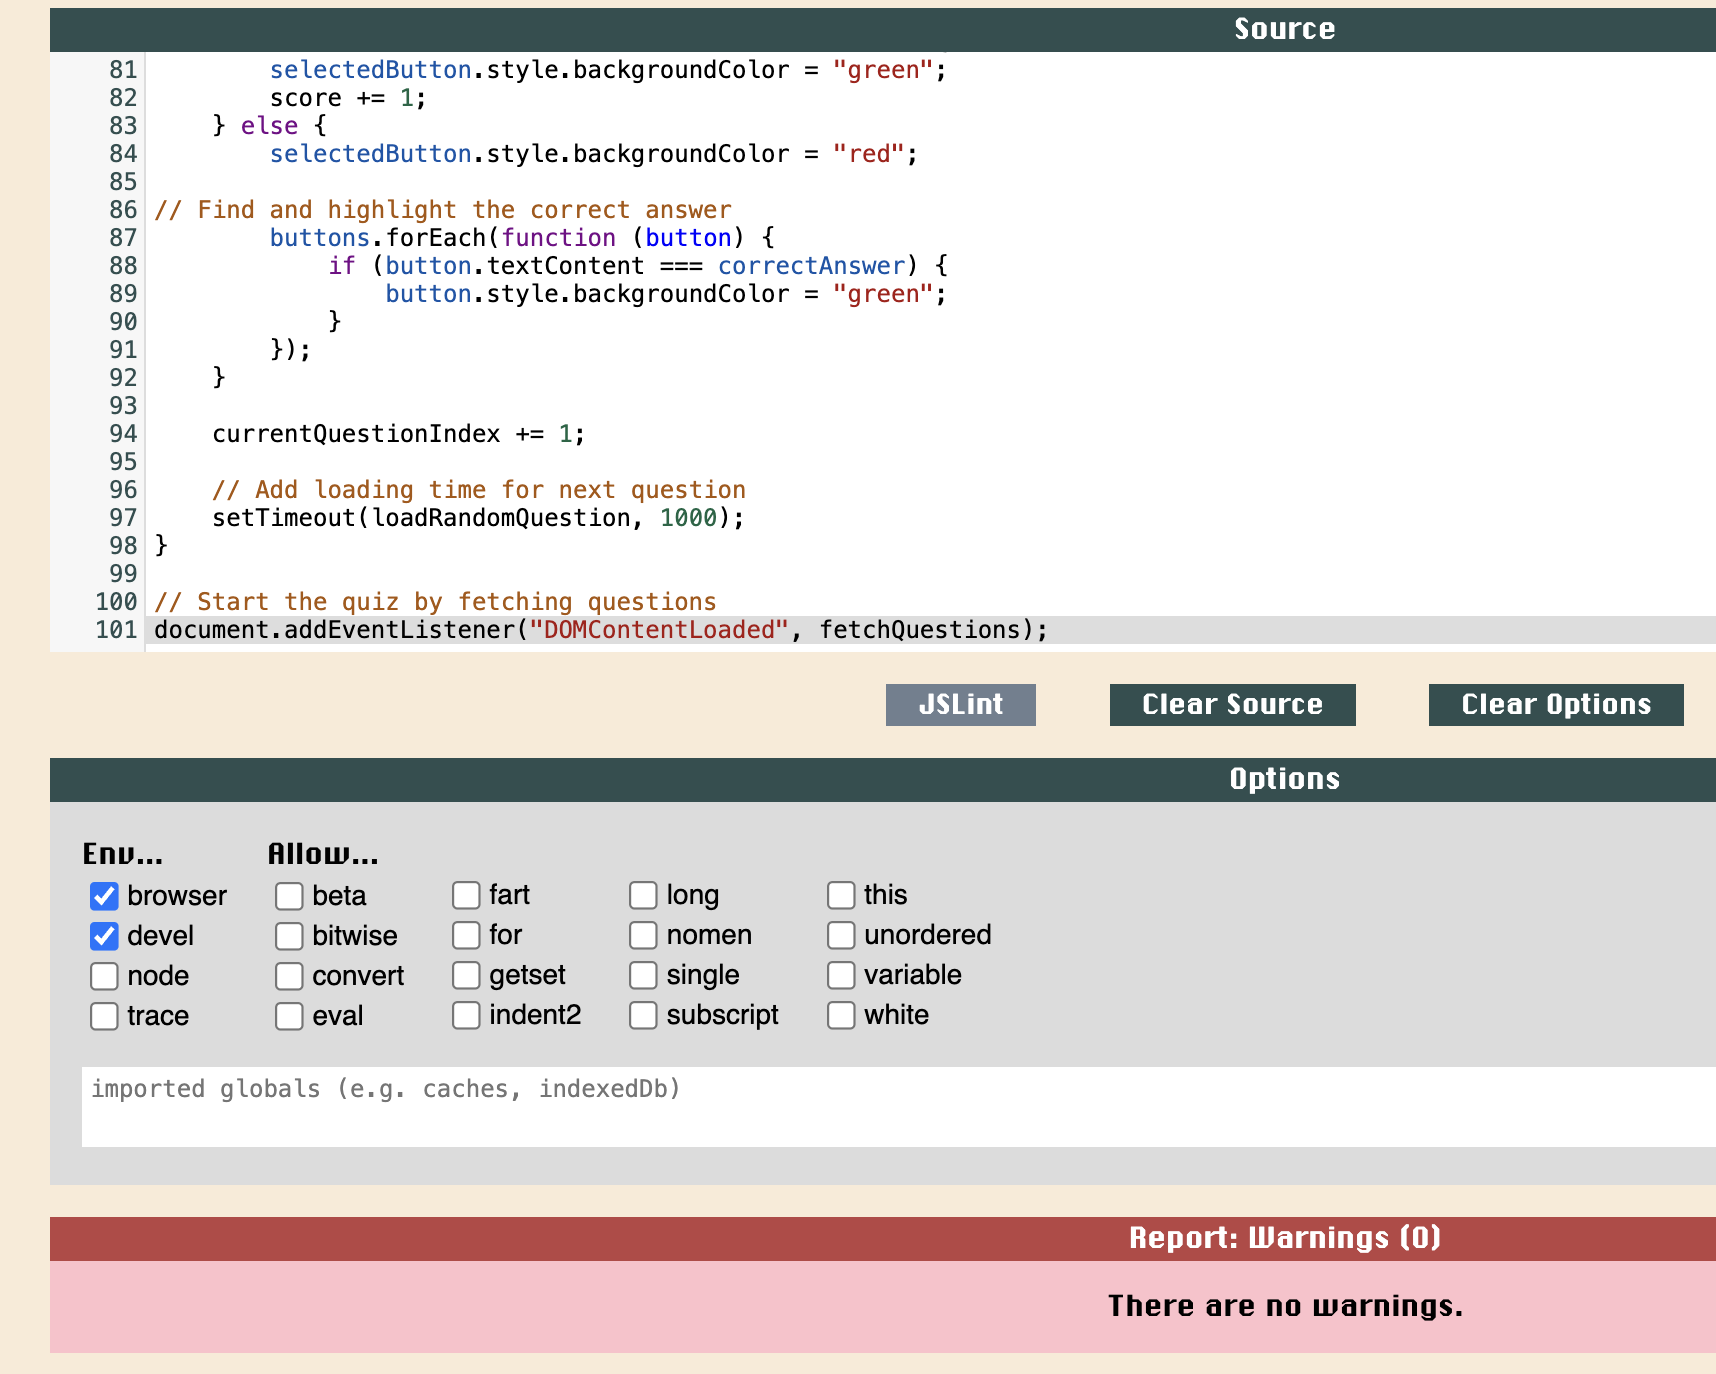 Source
81         selectedButton.style.backgroundColor = "green";
82         score += 1;
83     } else {
84         selectedButton.style.backgroundColor = "red";
85
86 // Find and highlight the correct answer
87         buttons.forEach(function (button) {
88             if (button.textContent === correctAnswer) {
89                 button.style.backgroundColor = "green";
90             }
91         });
92     }
93
94     currentQuestionIndex += 1;
95
96     // Add loading time for next question
97     setTimeout(loadRandomQuestion, 1000);
98 }
99
100 // Start the quiz by fetching questions
101 document.addEventListener("DOMContentLoaded", fetchQuestions);
JSLint Clear Source Clear Options
Options
Env... Allow...
browser beta fart long this
devel bitwise for nomen unordered
node convert getset single variable
trace eval indent2 subscript white
imported globals (e.g. caches, indexedDb)
Report: Warnings (0)
There are no warnings.